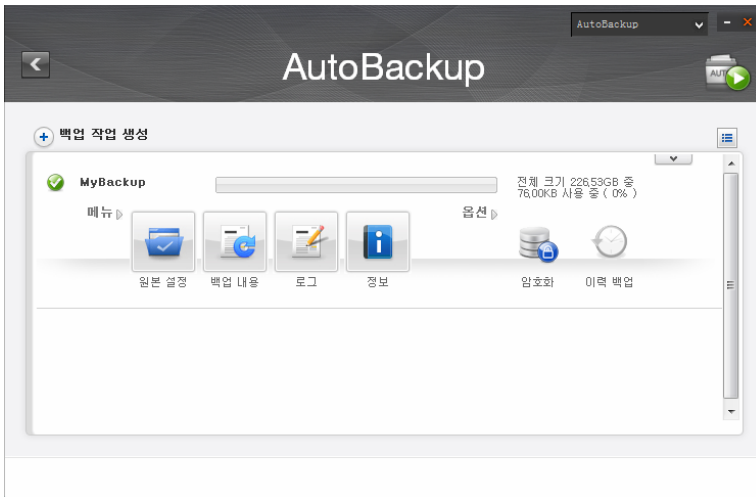 AutoBackup
AutoBackup
AUTO
백업 작업 생성
MyBackup
전체 크기 226,53GB 중
76,00KB 사용 중 ( 0% )
메뉴
옵션
원본 설정
백업 내용
로그
정보
암호화
이력 백업